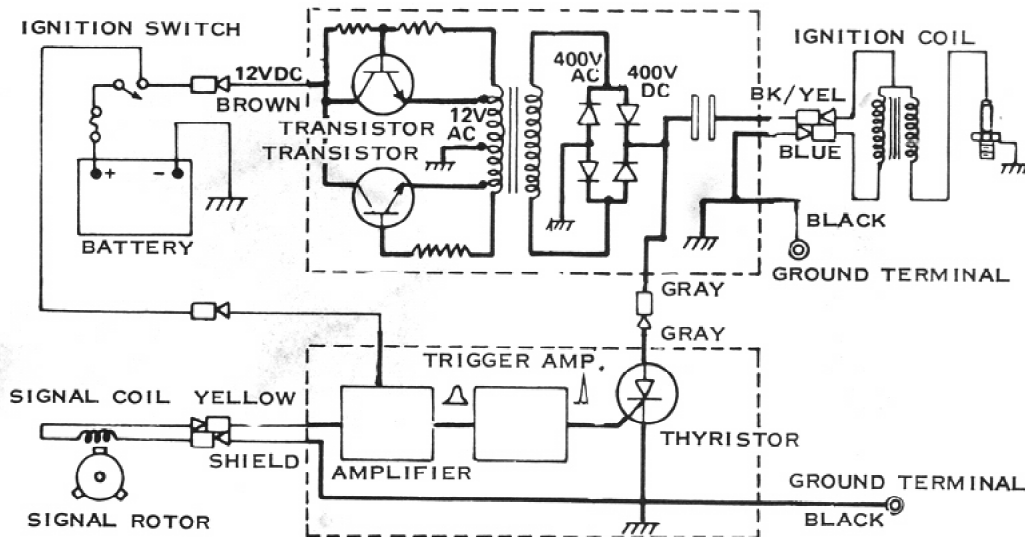 IGNITION SWITCH
12VDC
BROWN
TRANSISTOR
TRANSISTOR
12V
AC
400V
AC
400V
DC
IGNITION COIL
BK/YEL
BLUE
BLACK
GROUND TERMINAL
+
-
BATTERY
GRAY
GRAY
TRIGGER AMP.
SIGNAL COIL
YELLOW
SHIELD
AMPLIFIER
THYRISTOR
SIGNAL ROTOR
GROUND TERMINAL
BLACK